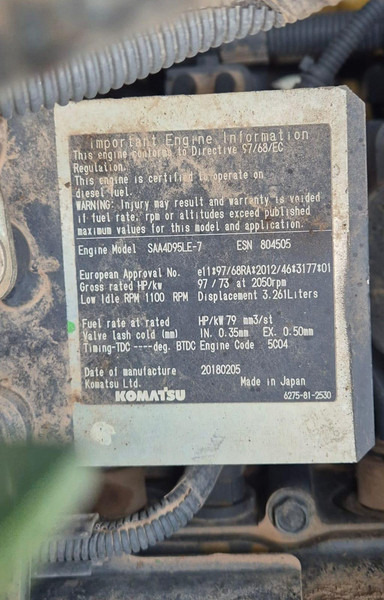 Important Engine Information
This engine conforms to Directive 97/68/EC
Regulation.
This engine is certified to operate on
diesel fuel.
WARNING: Injury may result and warranty is voided
if fuel rate: rpm or altitudes exceed published
maximum values for this model and application.
Engine Model SAA4D95LE-7 ESN 804505
European Approval No. e11*97/68RA*2012/46*3177*01
Gross rated HP/kw 97 / 73 at 2050rpm
Low Idle RPM 1100 RPM Displacement 3.261Liters
Fuel rate at rated HP/kW 79 mm3/st
Valve lash cold (mm) IN. 0.35mm EX. 0.50mm
Timing-TDC ----deg. BTDC Engine Code 5C04
Date of manufacture 20180205
Komatsu Ltd. Made in Japan
KOMATSU 6275-81-2530